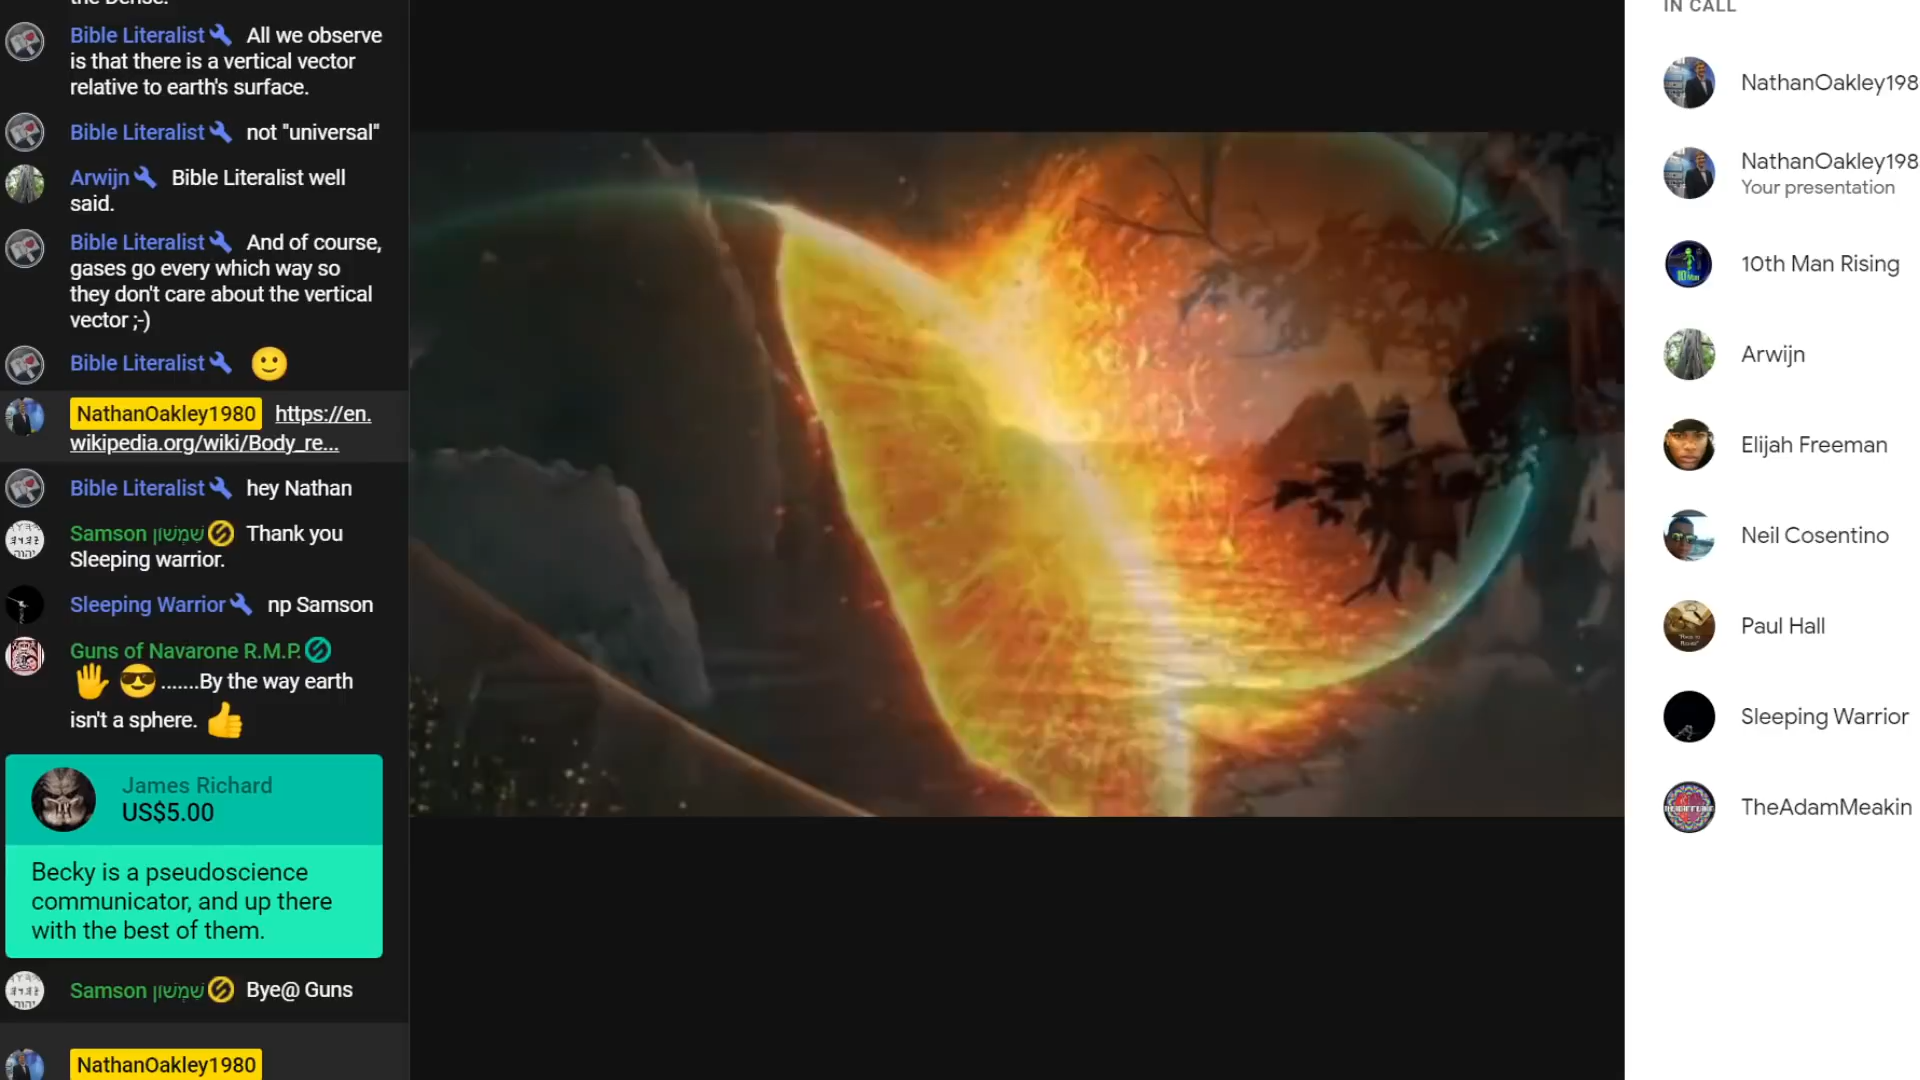 the Dense.
Bible Literalist All we observe
is that there is a vertical vector
relative to earth's surface.
Bible Literalist not "universal"
Arwijn Bible Literalist well
said.
Bible Literalist And of course,
gases go every which way so
they don't care about the vertical
vector ;-)
Bible Literalist 🙂
NathanOakley1980 https://en.
wikipedia.org/wiki/Body_re...
Bible Literalist hey Nathan
Samson שִׁמְשׁוֹן Thank you
Sleeping warrior.
Sleeping Warrior np Samson
Guns of Navarone R.M.P.
🖐😎.......By the way earth
isn't a sphere. 👍
James Richard
US$5.00
Becky is a pseudoscience
communicator, and up there
with the best of them.
Samson שִׁמְשׁוֹן Bye@ Guns
NathanOakley1980
IN CALL
NathanOakley198
NathanOakley198
Your presentation
10th Man Rising
Arwijn
Elijah Freeman
Neil Cosentino
Paul Hall
Sleeping Warrior
TheAdamMeakin